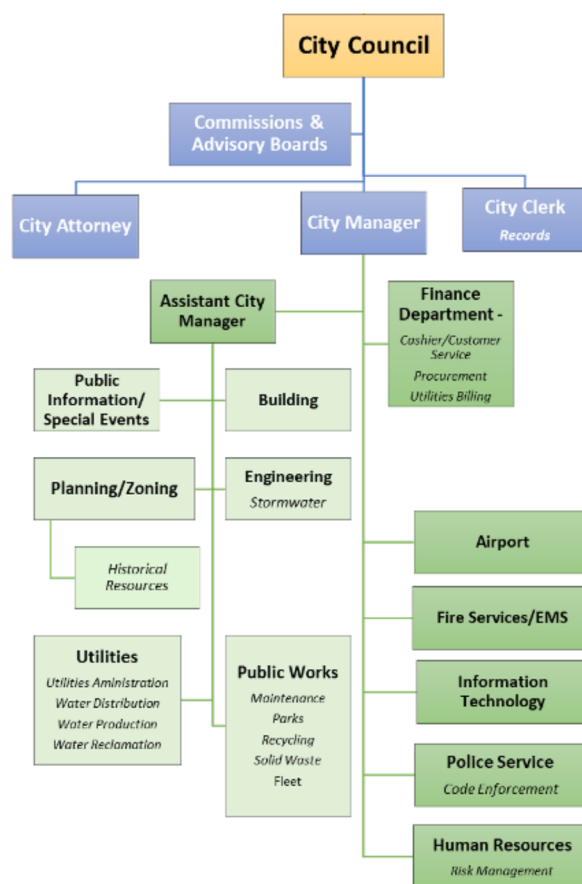 City Council
Commissions &
Advisory Boards
City Attorney
City Manager
City Clerk
Records
Assistant City
Manager
Finance
Department -
Cashier/Customer
Service
Procurement
Utilities Billing
Public
Information/
Special Events
Building
Planning/Zoning
Engineering
Stormwater
Historical
Resources
Airport
Fire Services/EMS
Utilities
Utilities Aministration
Water Distribution
Water Production
Water Reclamation
Public Works
Maintenance
Parks
Recycling
Solid Waste
Fleet
Information
Technology
Police Service
Code Enforcement
Human Resources
Risk Management